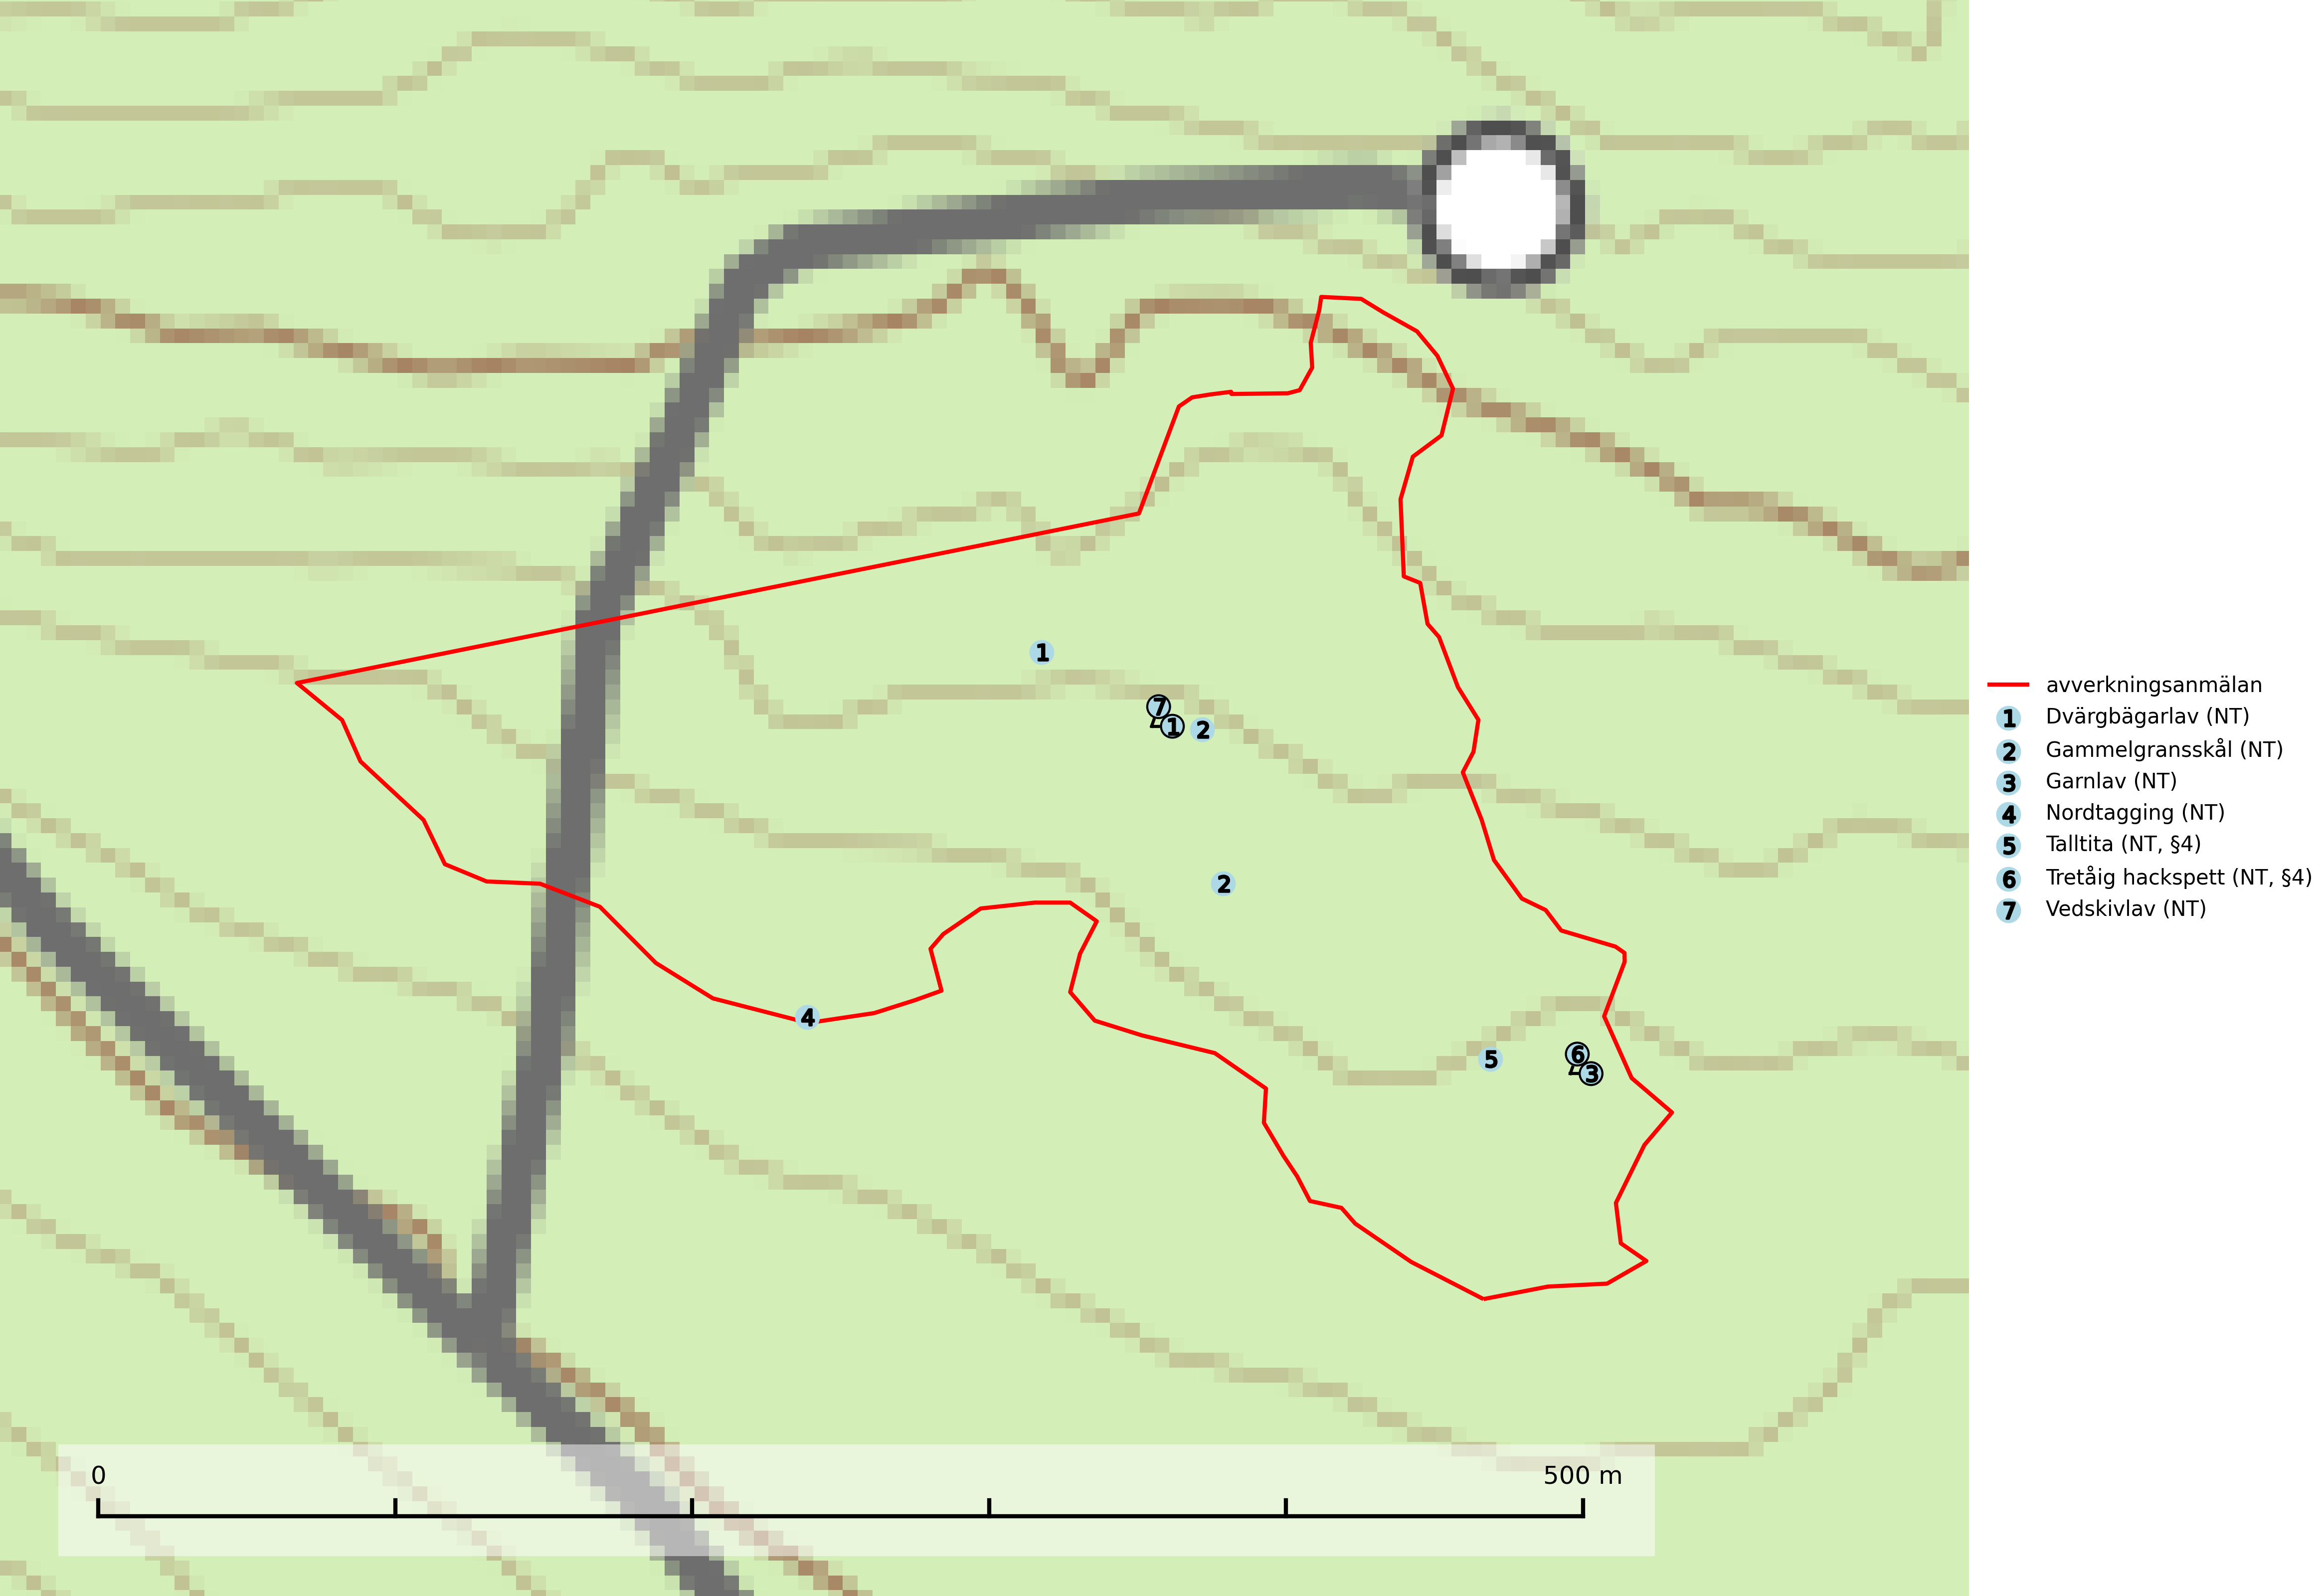 1
7
1 2
2
4
5
6
3
0 500 m
avverkningsanmälan
1 Dvärgbägarlav (NT)
2 Gammelgransskål (NT)
3 Garnlav (NT)
4 Nordtagging (NT)
5 Talltita (NT, §4)
6 Tretåig hackspett (NT, §4)
7 Vedskivlav (NT)